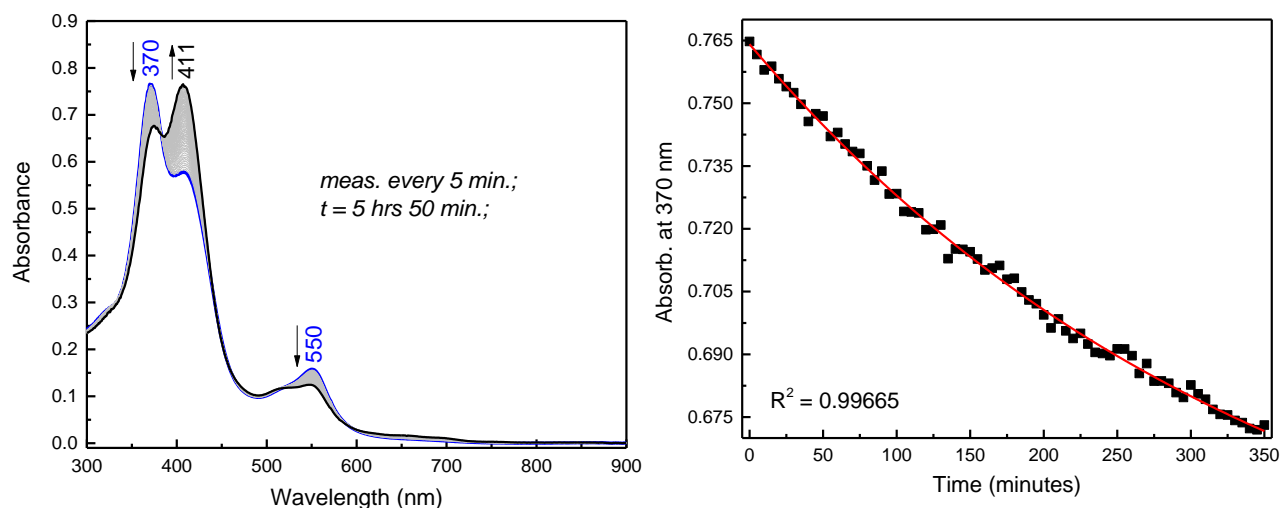 0.9
0.8
0.7
0.6
0.5
0.4
0.3
0.2
0.1
0.0
Absorbance
370
411
550
meas. every 5 min.;
t = 5 hrs 50 min.;
300 400 500 600 700 800 900
Wavelength (nm)
0.765
0.750
0.735
0.720
0.705
0.690
0.675
Absorb. at 370 nm
R² = 0.99665
0 50 100 150 200 250 300 350
Time (minutes)